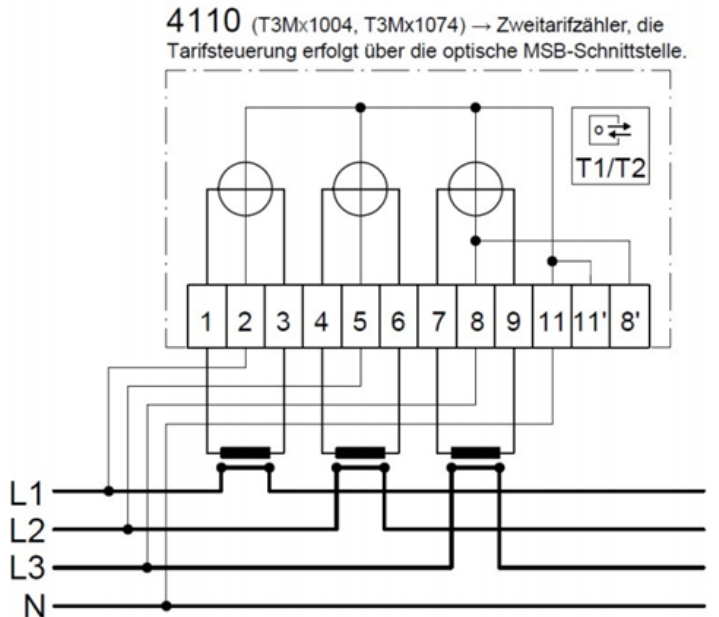 4110 (T3Mx1004, T3Mx1074) → Zweitarifzähler, die
Tarifsteuerung erfolgt über die optische MSB-Schnittstelle.
T1/T2
1 2 3 4 5 6 7 8 9 11 11' 8'
L1
L2
L3
N